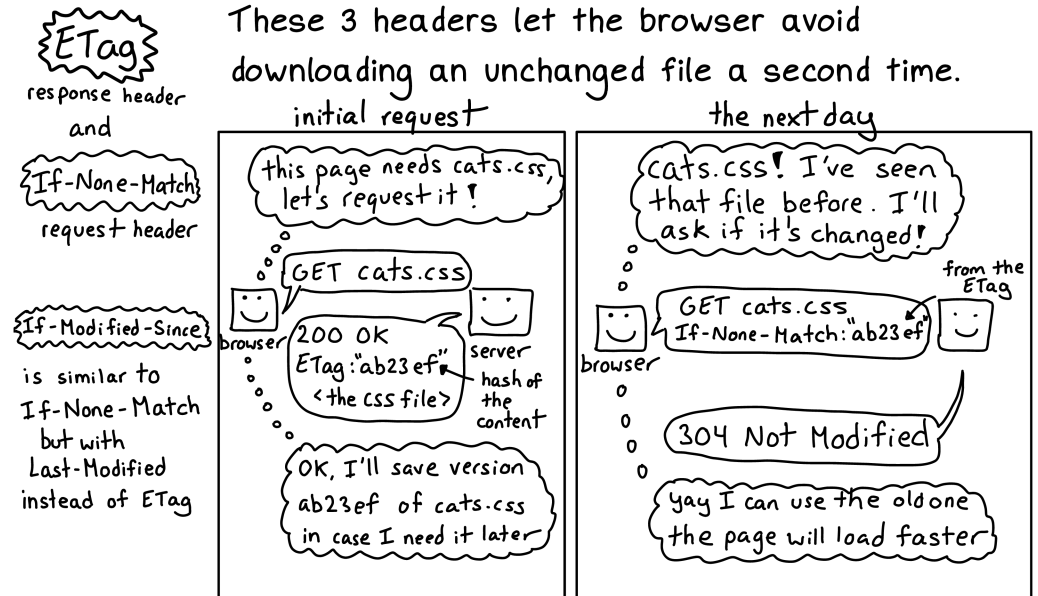 These 3 headers let the browser avoid
downloading an unchanged file a second time.
ETag
response header
and
If-None-Match
request header
If-Modified-Since
is similar to
If-None-Match
but with
Last-Modified
instead of ETag
initial request
this page needs cats.css,
let's request it!
GET cats.css
browser
200 OK
ETag:"ab23ef"
<the css file>
server
hash of
the
content
OK, I'll save version
ab23ef of cats.css
in case I need it later
the next day
cats.css! I've seen
that file before. I'll
ask if it's changed!
from the
ETag
GET cats.css
If-None-Match:"ab23ef"
browser
304 Not Modified
yay I can use the old one
the page will load faster